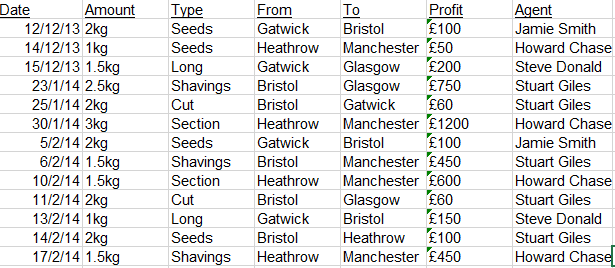 Date Amount Type From To Profit Agent
12/12/13 2kg Seeds Gatwick Bristol £100 Jamie Smith
14/12/13 1kg Seeds Heathrow Manchester £50 Howard Chase
15/12/13 1.5kg Long Gatwick Glasgow £200 Steve Donald
23/1/14 2.5kg Shavings Bristol Glasgow £750 Stuart Giles
25/1/14 2kg Cut Bristol Gatwick £60 Stuart Giles
30/1/14 3kg Section Heathrow Manchester £1200 Howard Chase
5/2/14 2kg Seeds Gatwick Bristol £100 Jamie Smith
6/2/14 1.5kg Shavings Bristol Manchester £450 Stuart Giles
10/2/14 1.5kg Section Heathrow Manchester £600 Howard Chase
11/2/14 2kg Cut Bristol Glasgow £60 Stuart Giles
13/2/14 1kg Long Gatwick Bristol £150 Steve Donald
14/2/14 2kg Seeds Bristol Heathrow £100 Stuart Giles
17/2/14 1.5kg Shavings Heathrow Manchester £450 Howard Chase